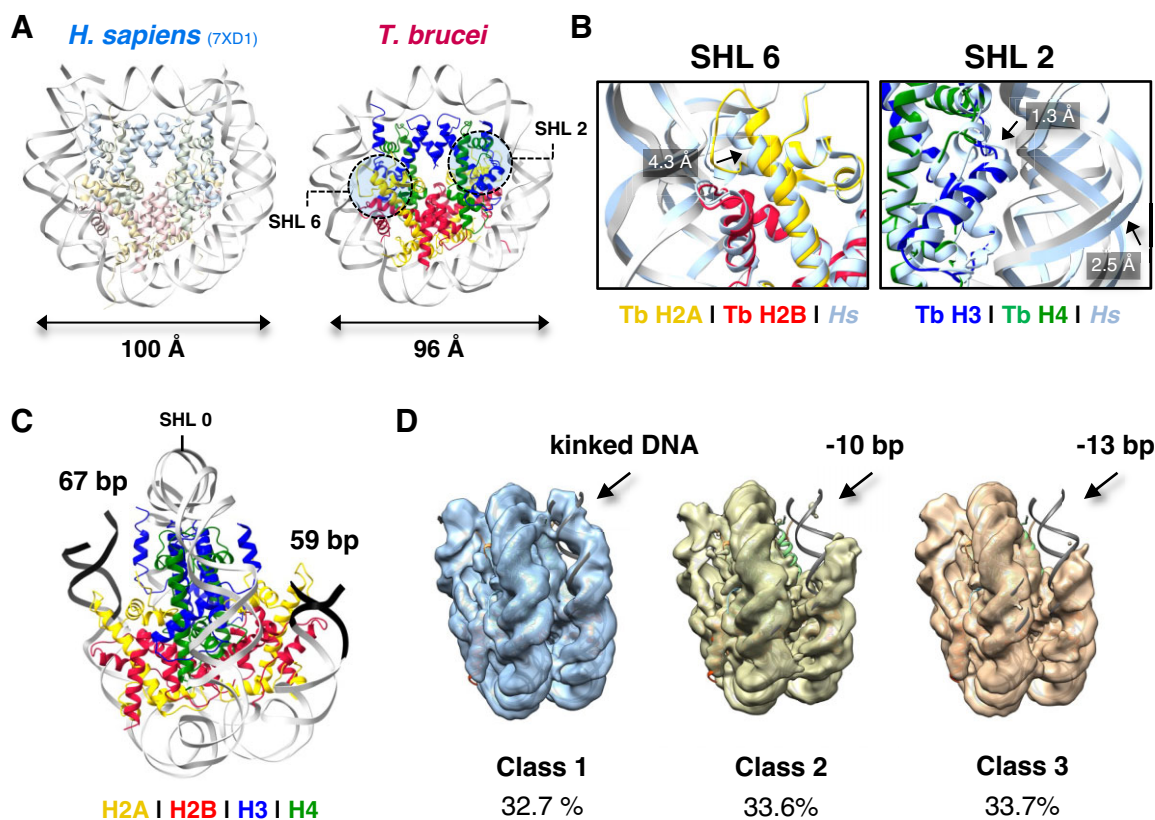 A
H. sapiens (7XD1)
T. brucei
SHL 2
SHL 6
100 Å
96 Å
B
SHL 6
SHL 2
4.3 Å
1.3 Å
2.5 Å
Tb H2A I Tb H2B I Hs
Tb H3 I Tb H4 I Hs
C
SHL 0
67 bp
59 bp
H2A I H2B I H3 I H4
D
kinked DNA
-10 bp
-13 bp
Class 1
Class 2
Class 3
32.7 %
33.6%
33.7%